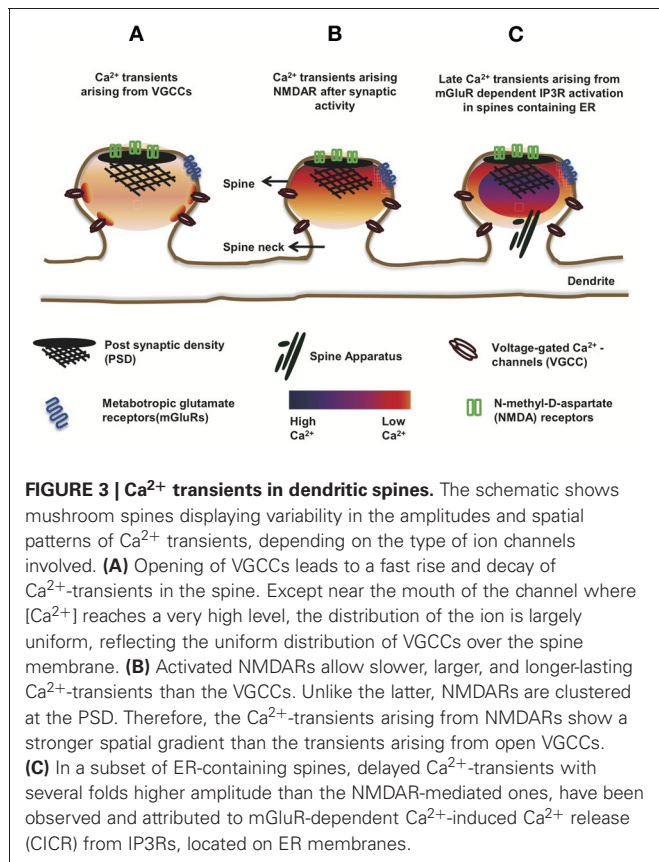 A
B
C
Ca²⁺ transients
arising from VGCCs
Ca²⁺ transients arising
NMDAR after synaptic
activity
Late Ca²⁺ transients arising from
mGluR dependent IP3R activation
in spines containing ER
Spine
Spine neck
Dendrite
Post synaptic density
(PSD)
Spine Apparatus
Voltage-gated Ca²⁺ -
channels (VGCC)
Metabotropic glutamate
receptors(mGluRs)
High
Ca²⁺
Low
Ca²⁺
N-methyl-D-aspartate
(NMDA) receptors
FIGURE 3 | Ca²⁺ transients in dendritic spines. The schematic shows
mushroom spines displaying variability in the amplitudes and spatial
patterns of Ca²⁺ transients, depending on the type of ion channels
involved. (A) Opening of VGCCs leads to a fast rise and decay of
Ca²⁺-transients in the spine. Except near the mouth of the channel where
[Ca²⁺] reaches a very high level, the distribution of the ion is largely
uniform, reflecting the uniform distribution of VGCCs over the spine
membrane. (B) Activated NMDARs allow slower, larger, and longer-lasting
Ca²⁺-transients than the VGCCs. Unlike the latter, NMDARs are clustered
at the PSD. Therefore, the Ca²⁺-transients arising from NMDARs show a
stronger spatial gradient than the transients arising from open VGCCs.
(C) In a subset of ER-containing spines, delayed Ca²⁺-transients with
several folds higher amplitude than the NMDAR-mediated ones, have been
observed and attributed to mGluR-dependent Ca²⁺-induced Ca²⁺ release
(CICR) from IP3Rs, located on ER membranes.